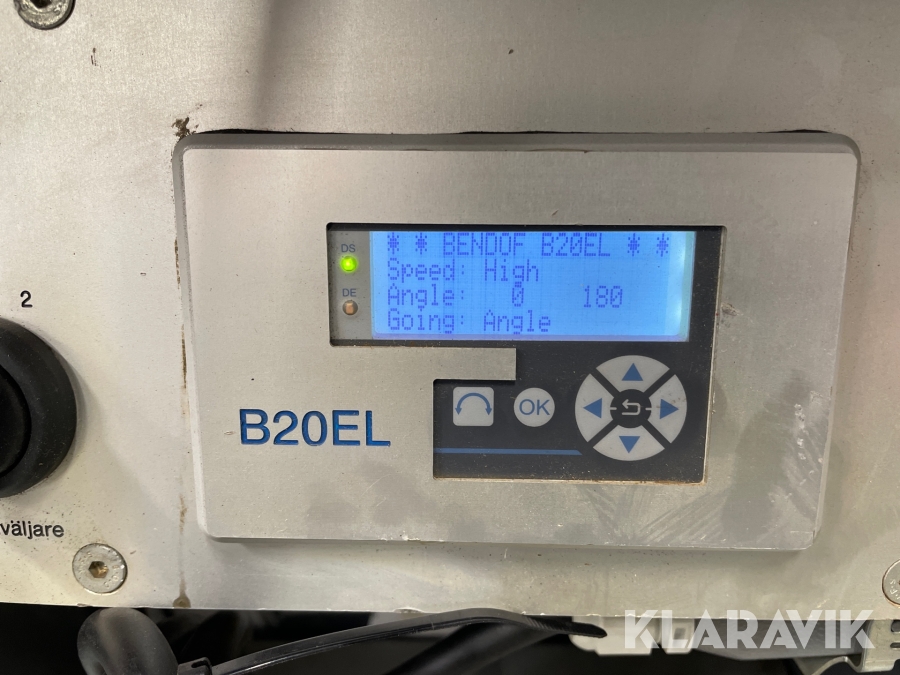 * * BENDOF B20EL * *
DS
Speed: High
DE
Angle: 0 180
Going: Angle
2
OK
B20EL
väljare
KLARAVIK